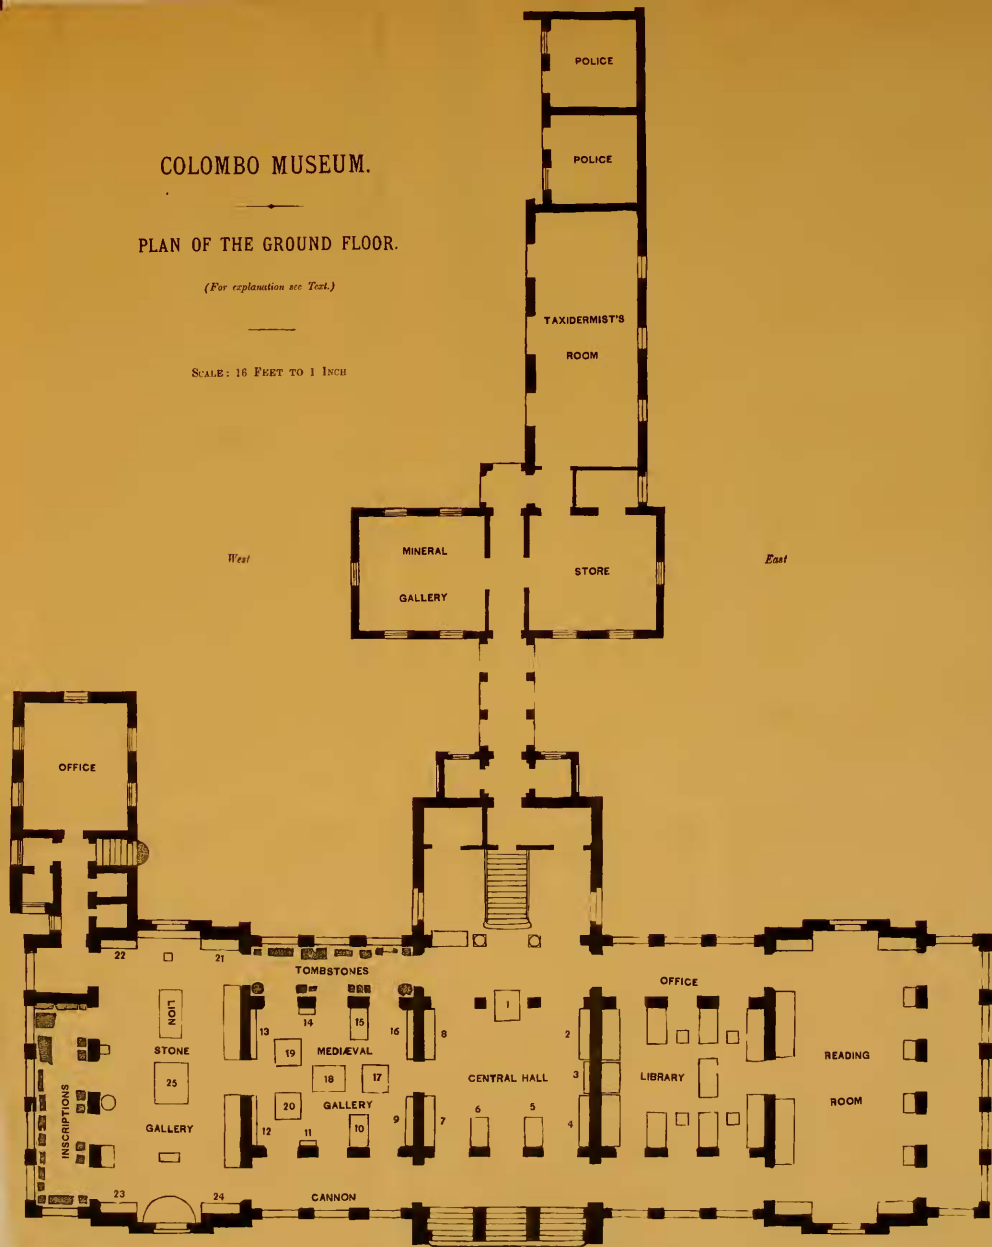 COLOMBO MUSEUM.
PLAN OF THE GROUND FLOOR.
(For explanation see Text.)
SCALE: 16 FEET TO 1 INCH
POLICE
POLICE
TAXIDERMIST'S
ROOM
West
East
MINERAL
GALLERY
STORE
OFFICE
22
21
TOMBSTONES
OFFICE
LION
13
14
15
16
8
1
2
STONE
19
MEDIÆVAL
READING
25
18
17
CENTRAL HALL
3
LIBRARY
ROOM
INSCRIPTIONS
GALLERY
20
GALLERY
12
11
10
9
7
6
5
4
23
24
CANNON